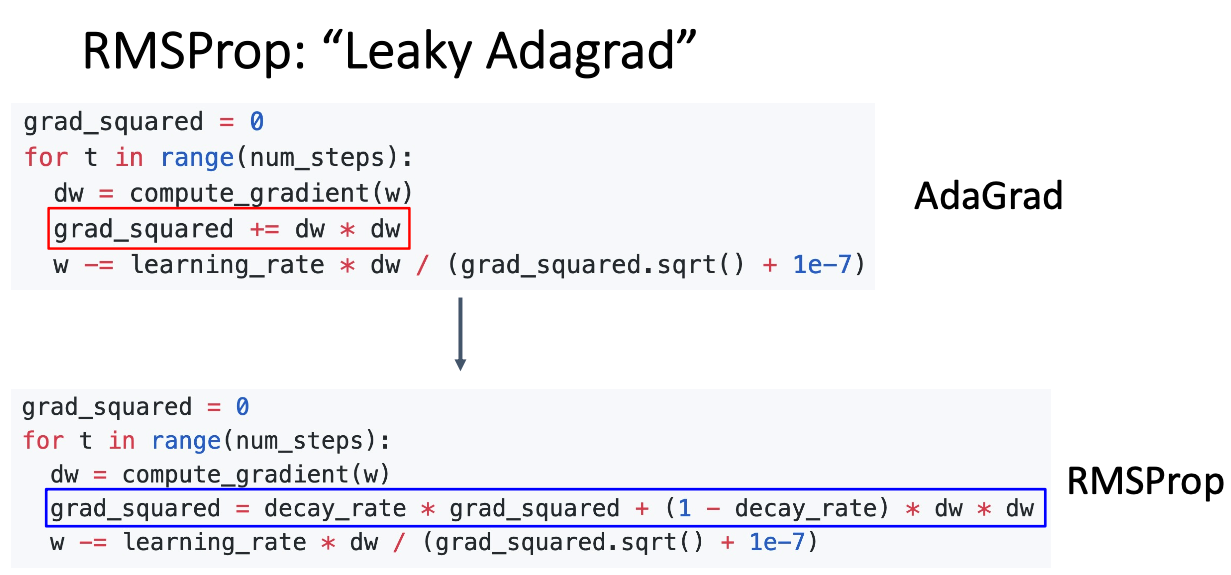 RMSProp: “Leaky Adagrad”
grad_squared = 0
for t in range(num_steps):
  dw = compute_gradient(w)
  grad_squared += dw * dw
  w -= learning_rate * dw / (grad_squared.sqrt() + 1e-7)
AdaGrad
grad_squared = 0
for t in range(num_steps):
  dw = compute_gradient(w)
  grad_squared = decay_rate * grad_squared + (1 - decay_rate) * dw * dw
  w -= learning_rate * dw / (grad_squared.sqrt() + 1e-7)
RMSProp